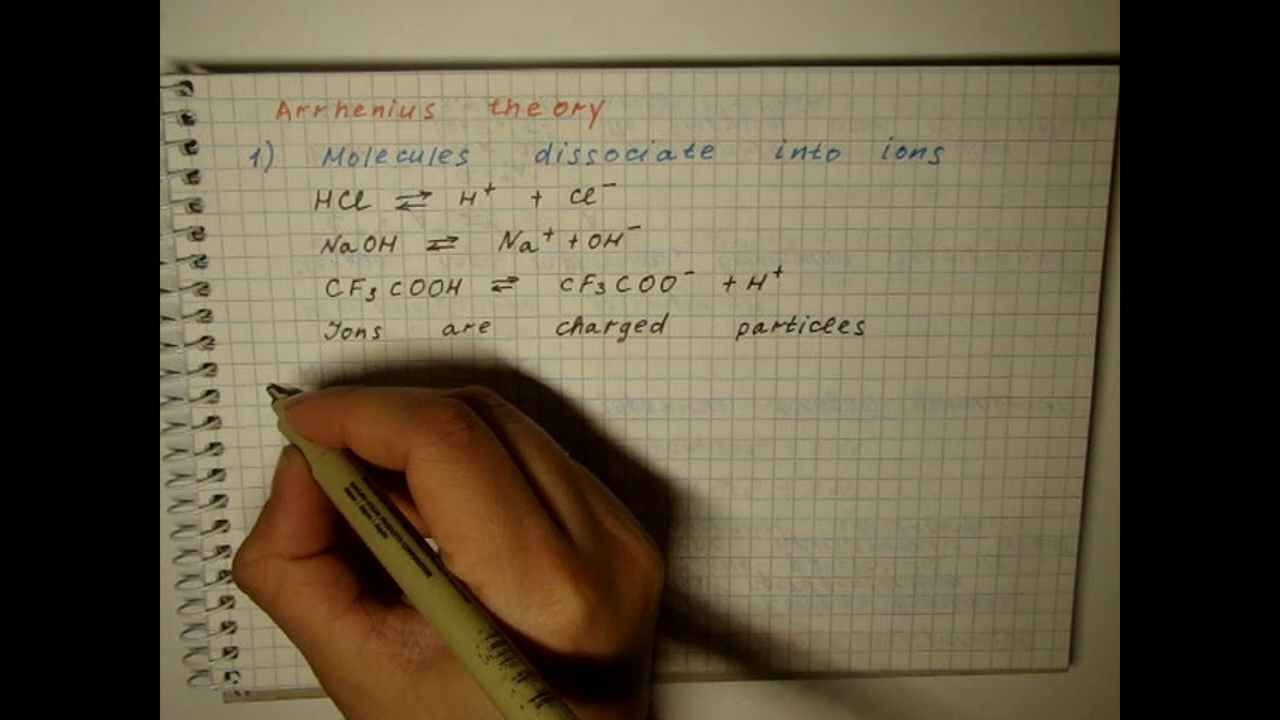 Arrhenius theory
1) Molecules dissociate into ions
HCl ⇄ H⁺ + Cl⁻
NaOH ⇄ Na⁺ + OH⁻
CF₃COOH ⇄ CF₃COO⁻ + H⁺
Ions are charged particles